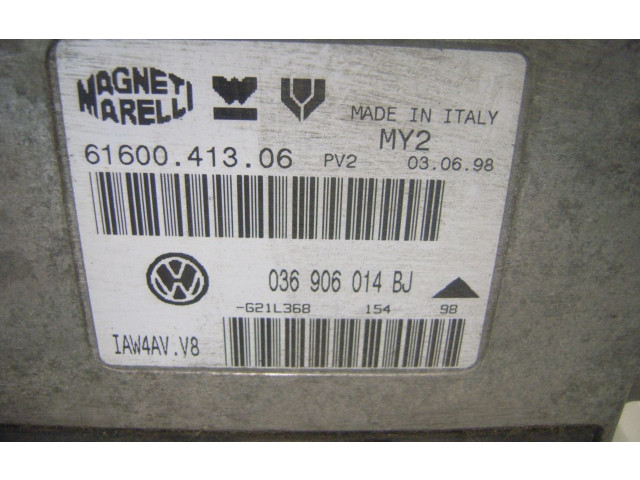 MAGNETI
MARELLI
MADE IN ITALY
MY2
61600.413.06 PV2 03.06.98
036 906 014 BJ
-G21L368 154 98
IAW4AV.V8